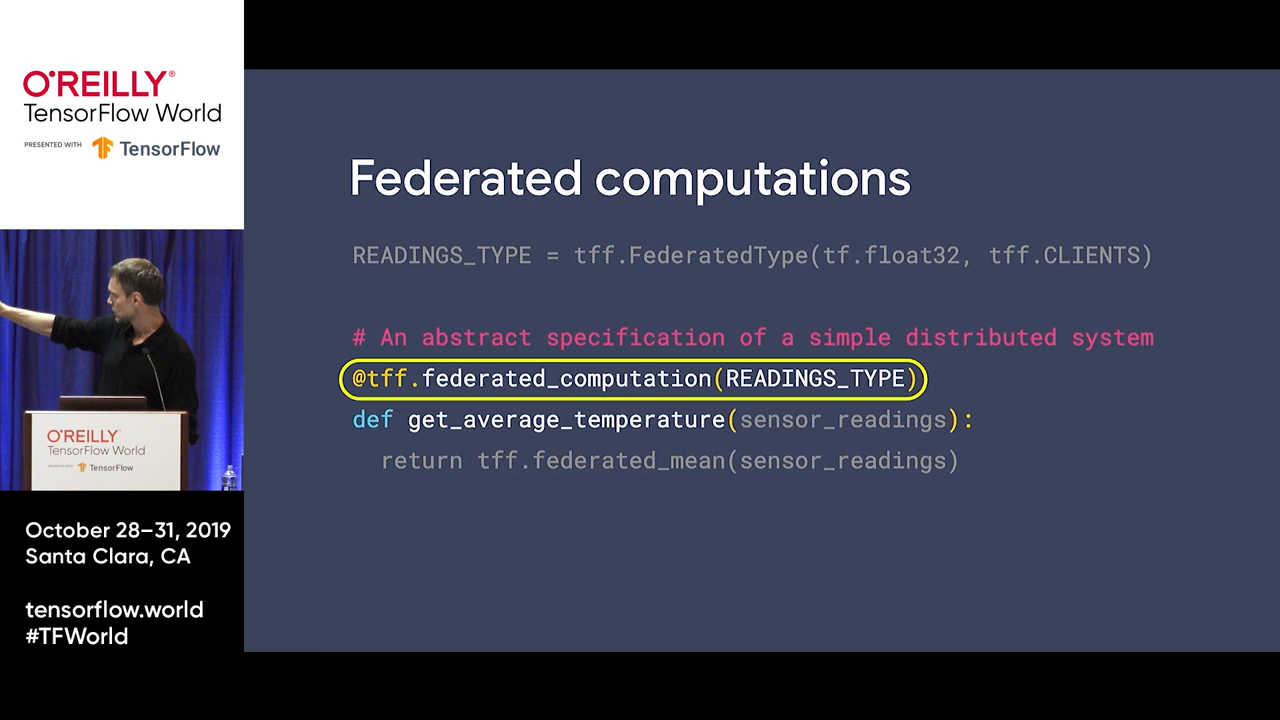 O'REILLY®
TensorFlow World
PRESENTED WITH TensorFlow
Federated computations
READINGS_TYPE = tff.FederatedType(tf.float32, tff.CLIENTS)
# An abstract specification of a simple distributed system
@tff.federated_computation(READINGS_TYPE)
def get_average_temperature(sensor_readings):
return tff.federated_mean(sensor_readings)
O'REILLY
TensorFlow World
PRESENTED WITH TensorFlow
October 28–31, 2019
Santa Clara, CA
tensorflow.world
#TFWorld